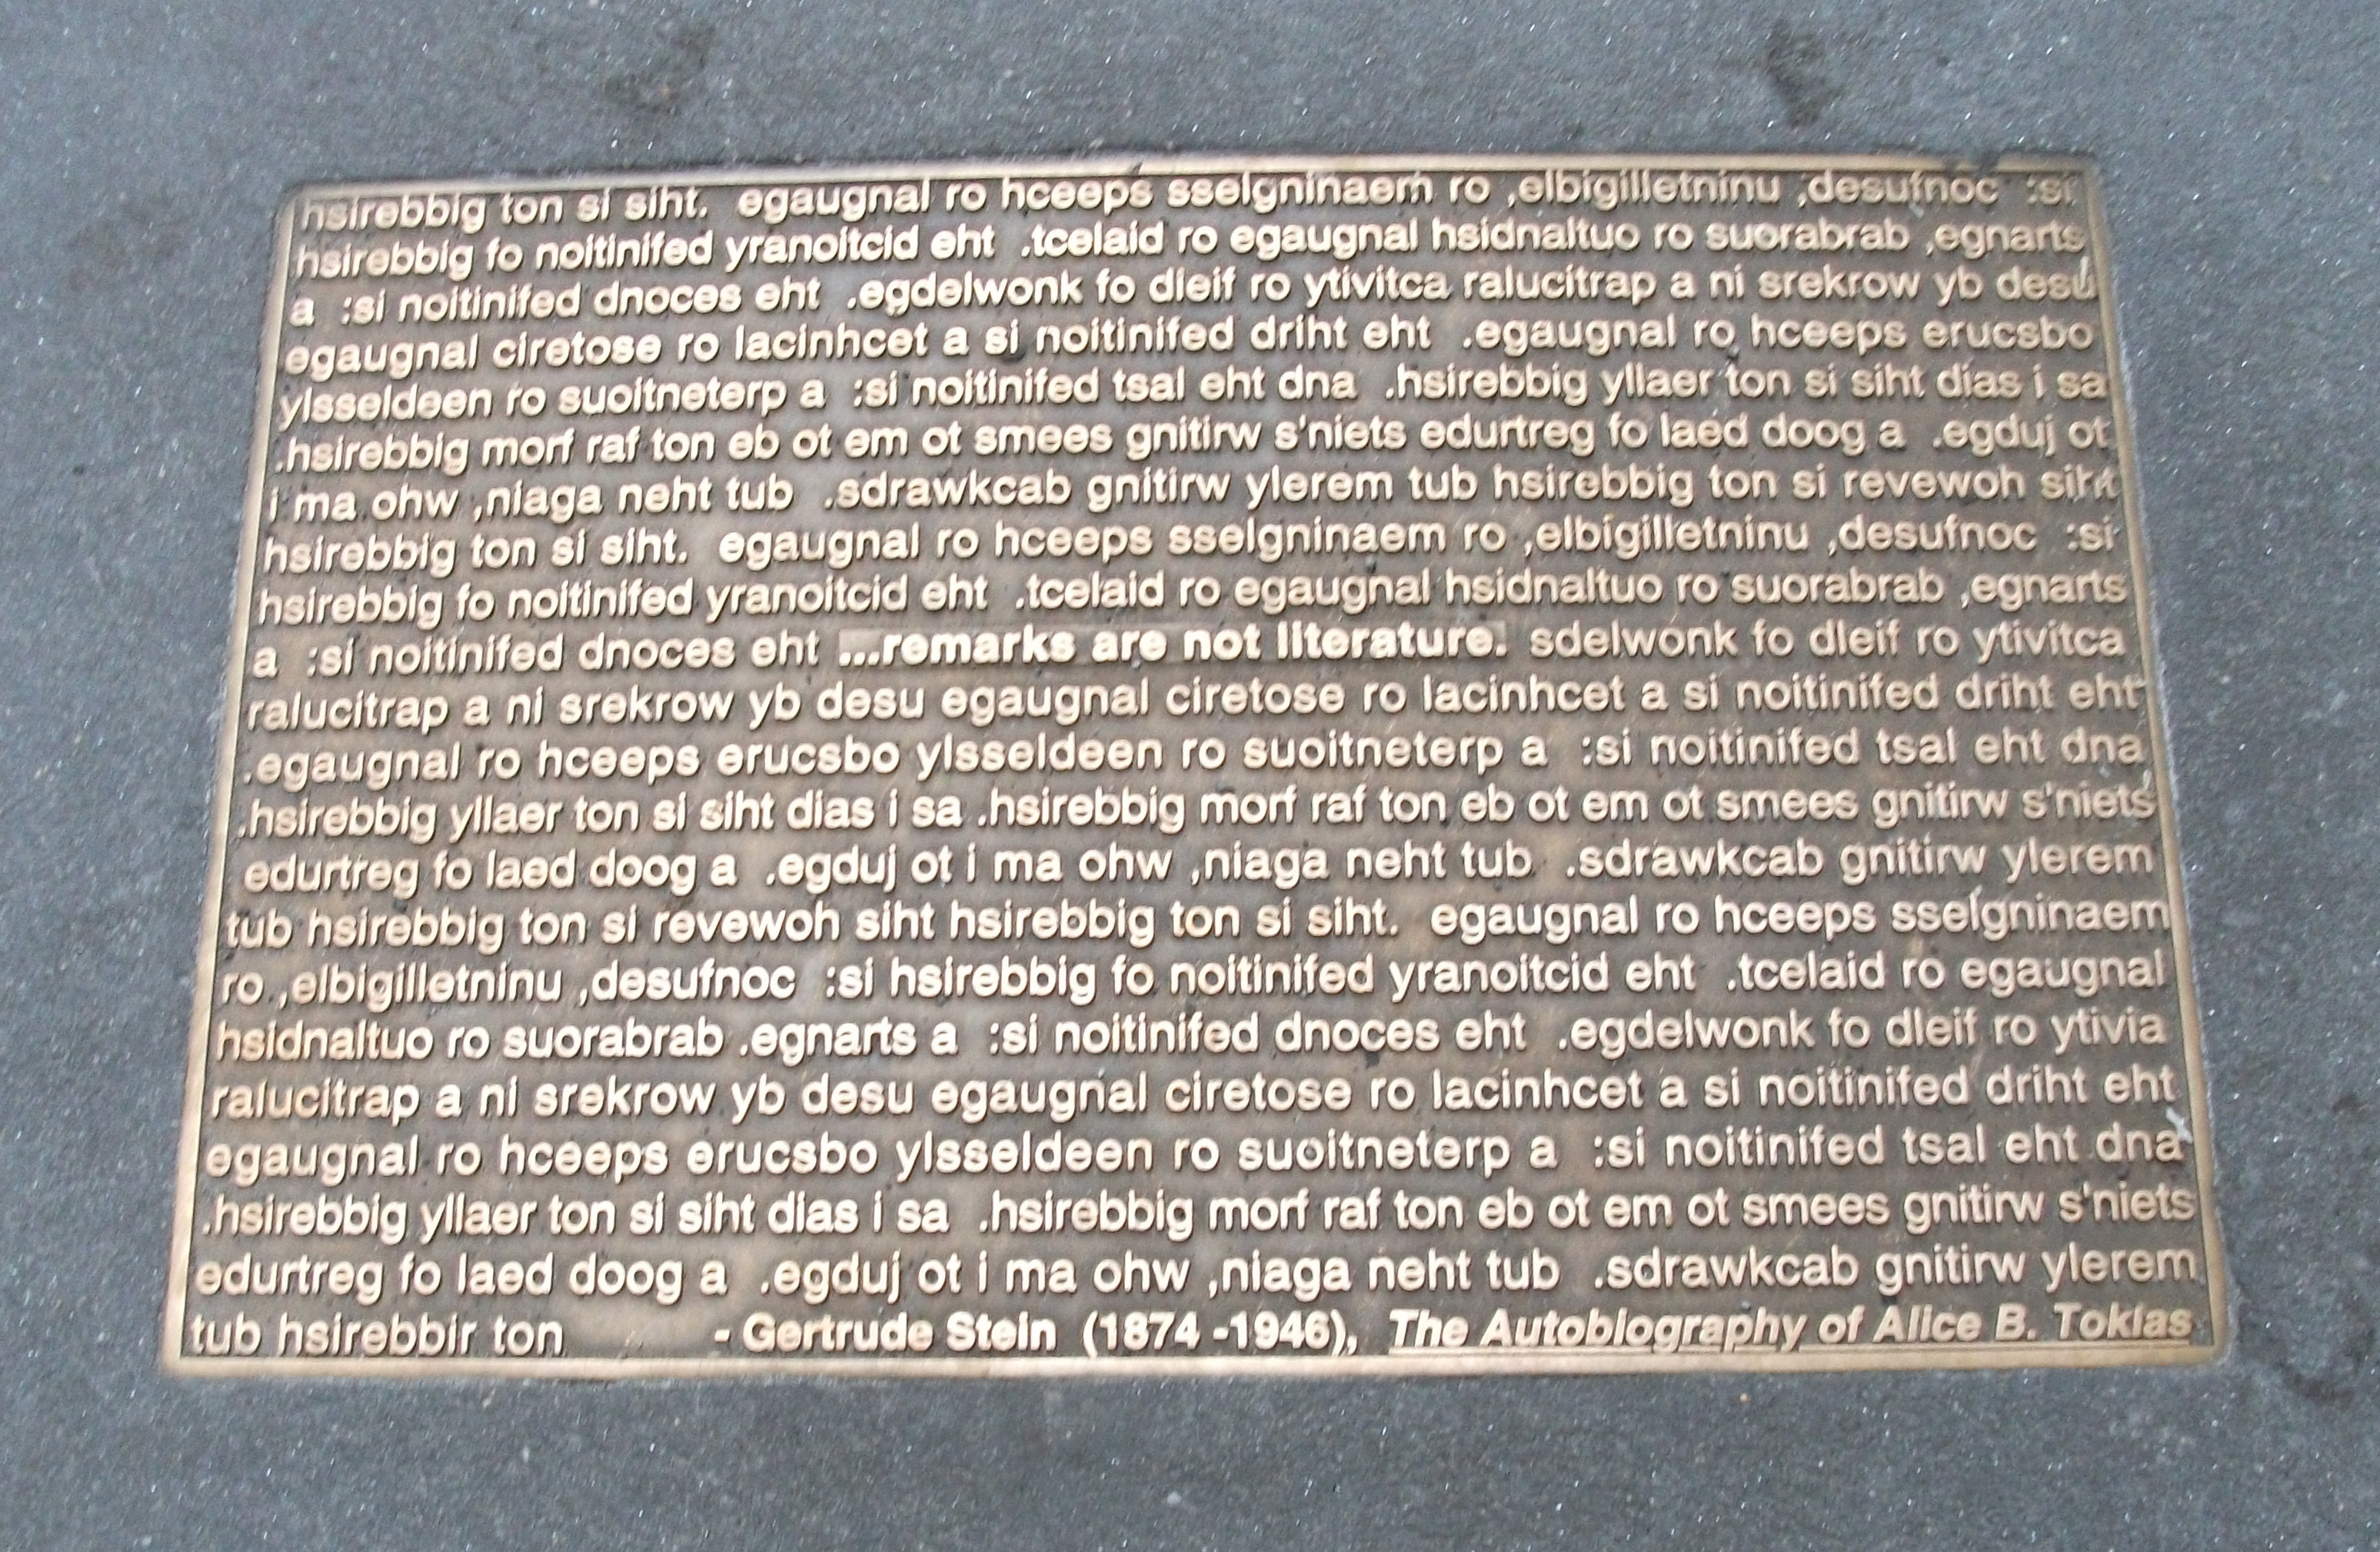 hsirebbig ton si siht.  egaugnal ro hceeps sselgninaem ro ,elbigilletninu ,desufnoc  :si
hsirebbig fo noitinifed yranoitcid eht  .tcelaid ro egaugnal hsidnaltuo ro suorabrab ,egnarts
a  :si noitinifed dnoces eht  .egdelwonk fo dleif ro ytivitca ralucitrap a ni srekrow yb desu
egaugnal ciretose ro lacinhcet a si noitinifed driht eht  .egaugnal ro hceeps erucsbo
ylsseldeen ro suoitneterp a  :si noitinifed tsal eht dna  .hsirebbig yllaer ton si siht dias i sa
.hsirebbig morf raf ton eb ot em ot smees gnitirw s'niets edurtreg fo laed doog a  .egduj ot
i ma ohw ,niaga neht tub  .sdrawkcab gnitirw ylerem tub hsirebbig ton si revewoh siht
hsirebbig ton si siht.  egaugnal ro hceeps sselgninaem ro ,elbigilletninu ,desufnoc  :si
hsirebbig fo noitinifed yranoitcid eht  .tcelaid ro egaugnal hsidnaltuo ro suorabrab ,egnarts
a  :si noitinifed dnoces eht ...remarks are not literature. sdelwonk fo dleif ro ytivitca
ralucitrap a ni srekrow yb desu egaugnal ciretose ro lacinhcet a si noitinifed driht eht
.egaugnal ro hceeps erucsbo ylsseldeen ro suoitneterp a  :si noitinifed tsal eht dna
.hsirebbig yllaer ton si siht dias i sa .hsirebbig morf raf ton eb ot em ot smees gnitirw s'niets
edurtreg fo laed doog a  .egduj ot i ma ohw ,niaga neht tub  .sdrawkcab gnitirw ylerem
tub hsirebbig ton si revewoh siht hsirebbig ton si siht.  egaugnal ro hceeps sselgninaem
ro ,elbigilletninu ,desufnoc  :si hsirebbig fo noitinifed yranoitcid eht  .tcelaid ro egaugnal
hsidnaltuo ro suorabrab .egnarts a  :si noitinifed dnoces eht  .egdelwonk fo dleif ro ytivia
ralucitrap a ni srekrow yb desu egaugnal ciretose ro lacinhcet a si noitinifed driht eht
egaugnal ro hceeps erucsbo ylsseldeen ro suoitneterp a  :si noitinifed tsal eht dna
.hsirebbig yllaer ton si siht dias i sa  .hsirebbig morf raf ton eb ot em ot smees gnitirw s'niets
edurtreg fo laed doog a  .egduj ot i ma ohw ,niaga neht tub  .sdrawkcab gnitirw ylerem
tub hsirebbir ton - Gertrude Stein (1874 -1946), The Autobiography of Alice B. Toklas